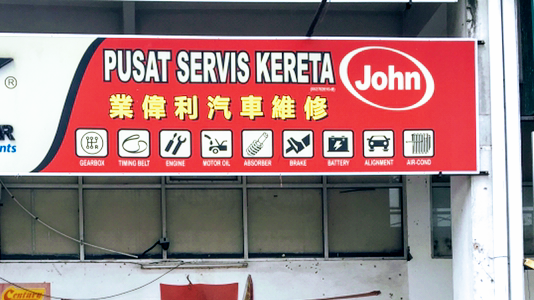 PUSAT SERVIS KERETA
John
業偉利汽車維修
GEARBOX
TIMING BELT
ENGINE
MOTOR OIL
ABSORBER
BRAKE
BATTERY
ALIGNMENT
AIR-COND
®
Century